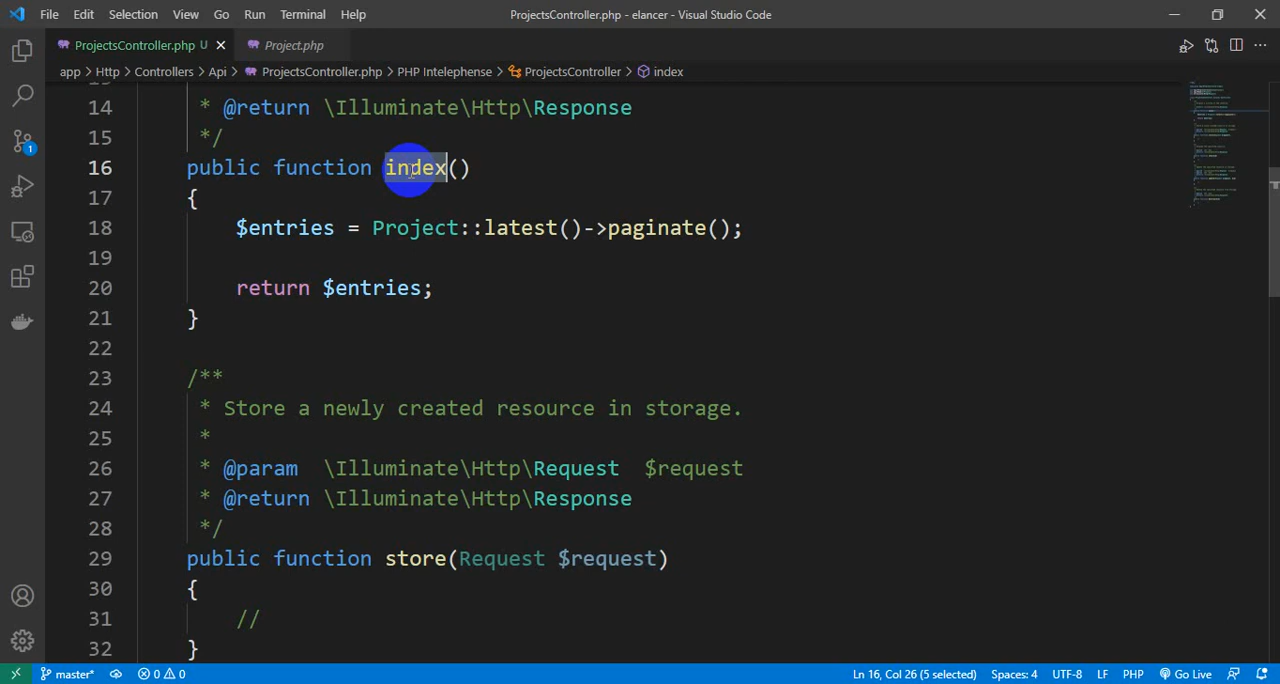 File Edit Selection View Go Run Terminal Help ProjectsController.php - elancer - Visual Studio Code
ProjectsController.php U Project.php
app > Http > Controllers > Api > ProjectsController.php > PHP Intelephense > ProjectsController > index
14 * @return \Illuminate\Http\Response
15 */
16 public function index()
17 {
18 $entries = Project::latest()->paginate();
19
20 return $entries;
21 }
22
23 /**
24 * Store a newly created resource in storage.
25 *
26 * @param \Illuminate\Http\Request $request
27 * @return \Illuminate\Http\Response
28 */
29 public function store(Request $request)
30 {
31 //
32 }
1
master* 0 0 Ln 16, Col 26 (5 selected) Spaces: 4 UTF-8 LF PHP Go Live